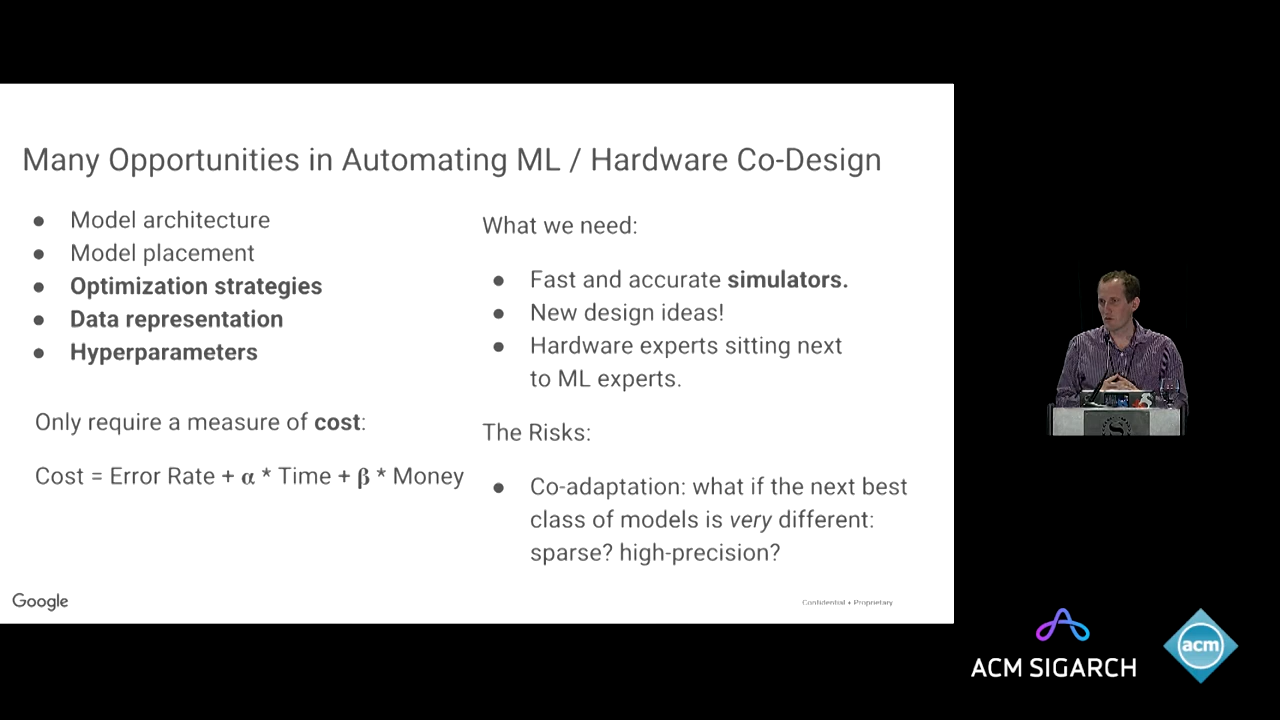 Many Opportunities in Automating ML / Hardware Co-Design
● Model architecture
● Model placement
● Optimization strategies
● Data representation
● Hyperparameters
Only require a measure of cost:
Cost = Error Rate + α * Time + β * Money
What we need:
● Fast and accurate simulators.
● New design ideas!
● Hardware experts sitting next
to ML experts.
The Risks:
● Co-adaptation: what if the next best
class of models is very different:
sparse? high-precision?
Google
Confidential + Proprietary
ACM SIGARCH
acm